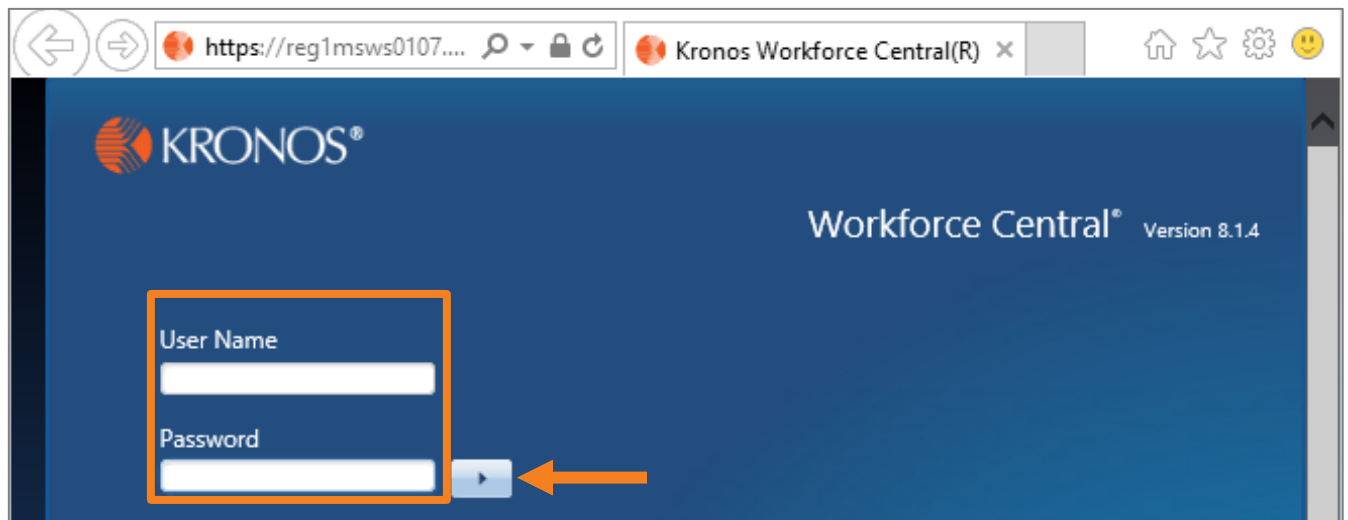 https://reg1msws0107....
Kronos Workforce Central(R)
KRONOS®
Workforce Central® Version 8.1.4
User Name
Password